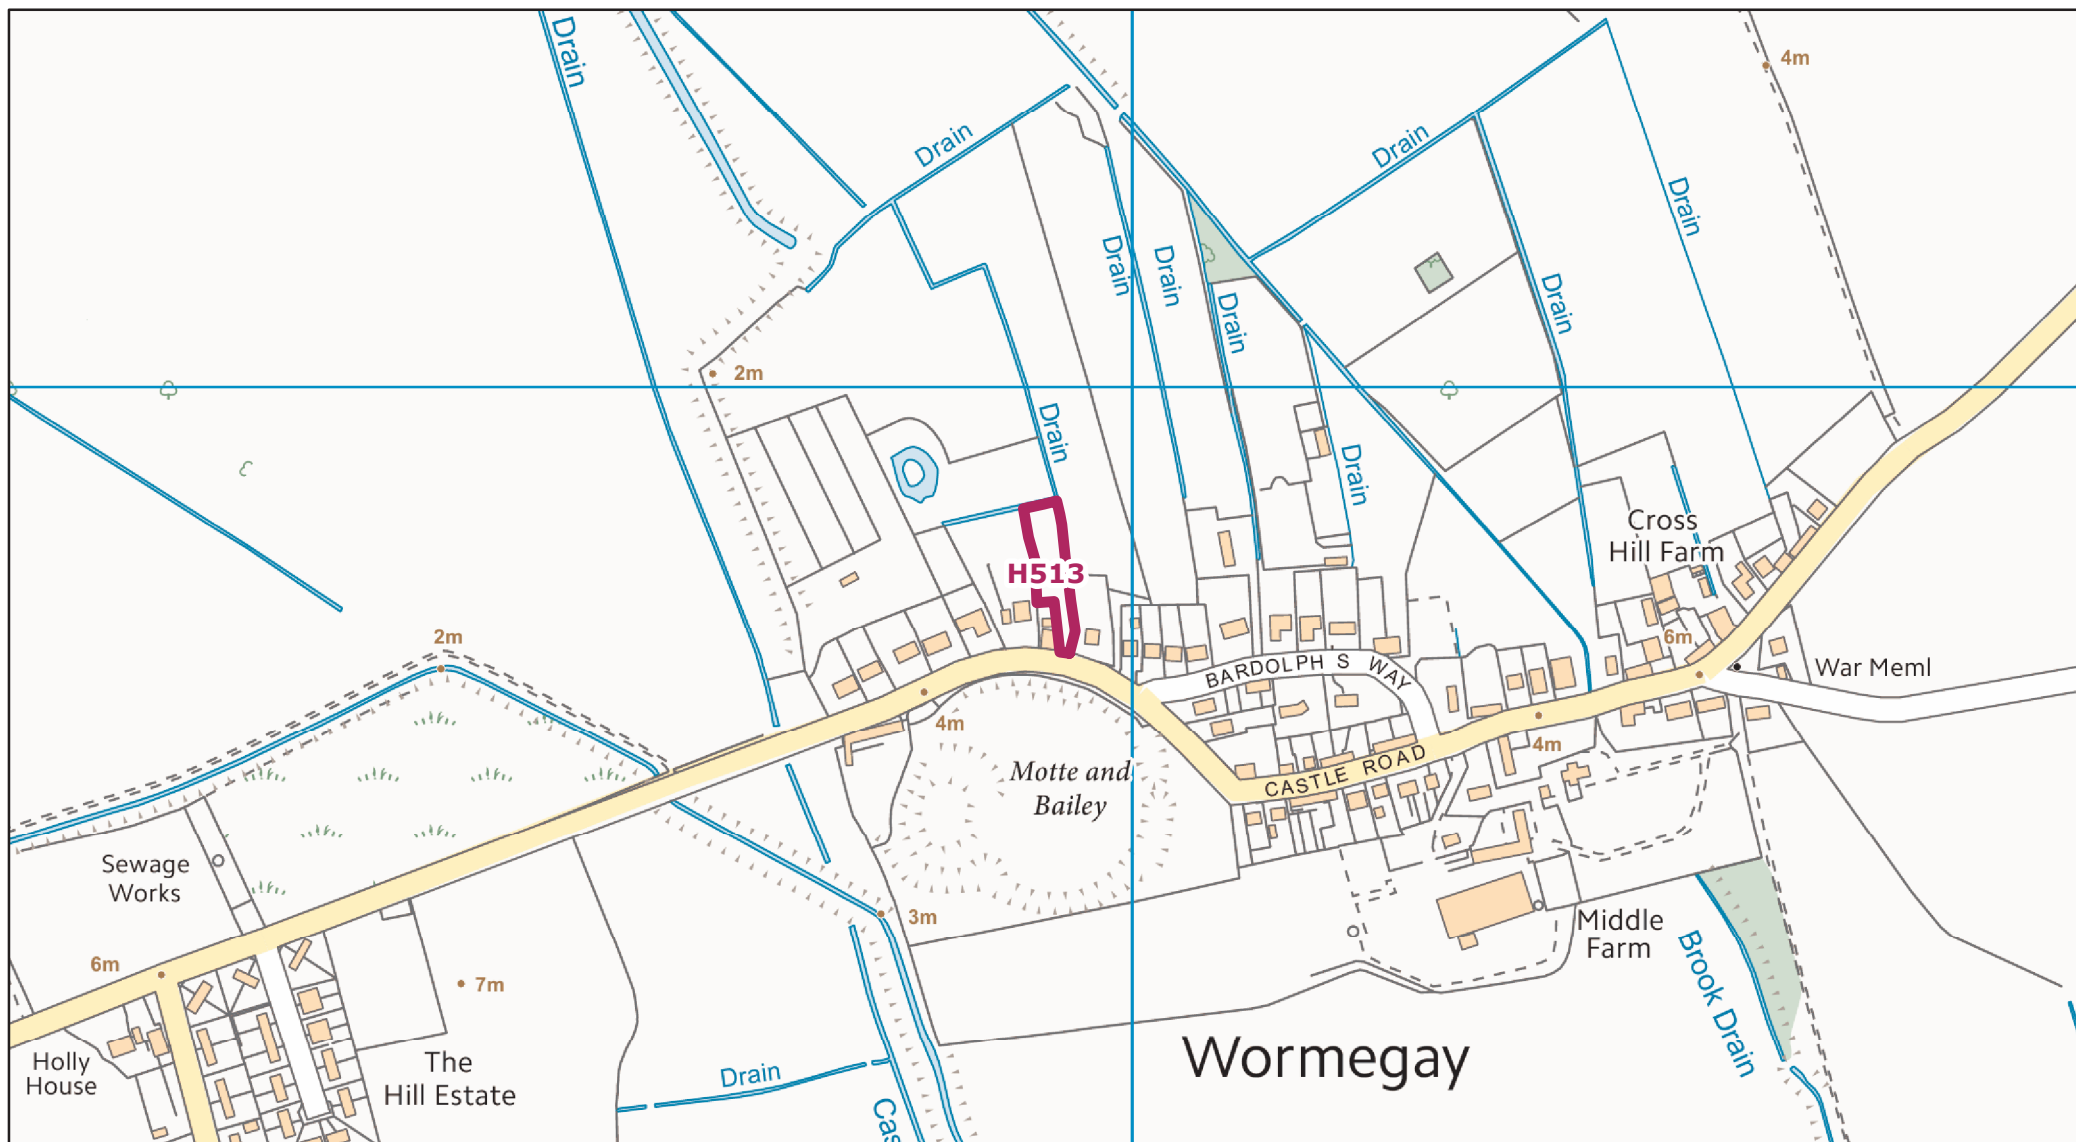 Drain
4m
Drain
Drain
Drain
Drain
Drain
Drain
Drain
2m
Drain
Drain
Cross
Hill Farm
H513
2m
6m
BARDOLPH S WAY
War Meml
4m
4m
Motte and
Bailey
CASTLE ROAD
Sewage
Works
3m
Middle
Farm
6m
7m
Brook Drain
Wormegay
Holly
House
The
Hill Estate
Drain
Cas